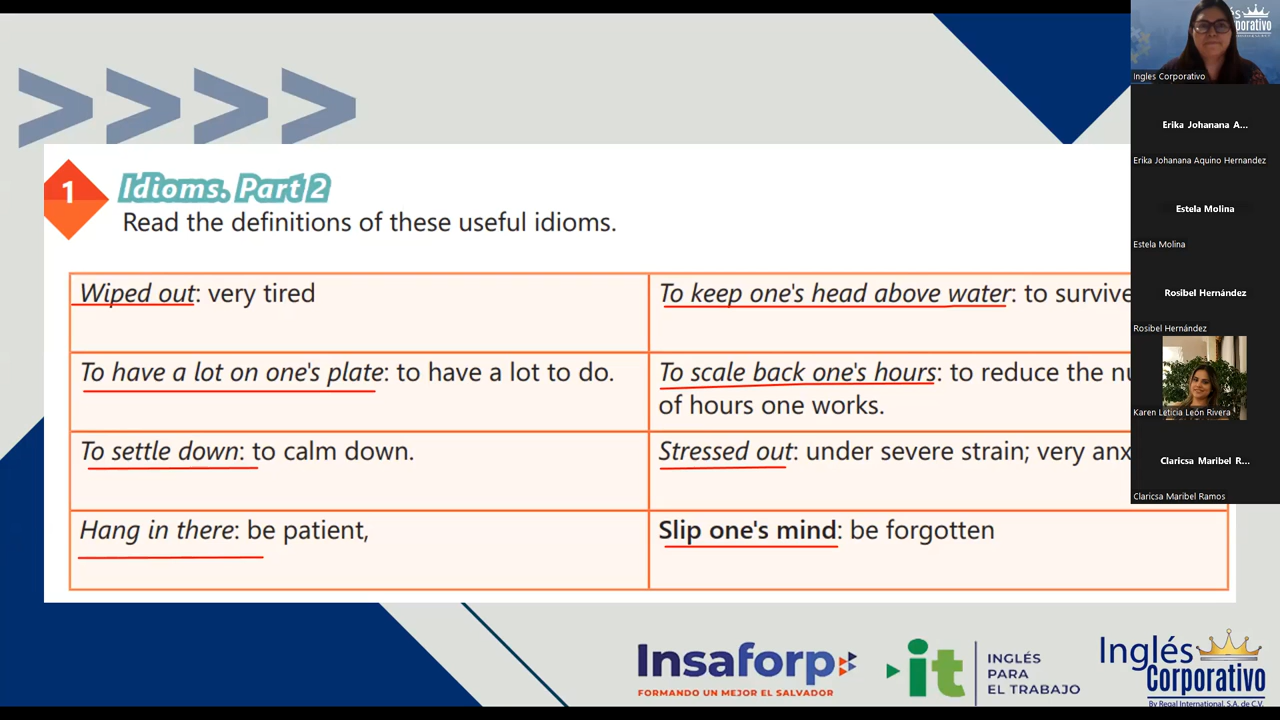 1
Idioms. Part 2
Read the definitions of these useful idioms.
Wiped out: very tired
To keep one's head above water: to survive
To have a lot on one's plate: to have a lot to do.
To scale back one's hours: to reduce the
of hours one works.
To settle down: to calm down.
Stressed out: under severe strain; very
Hang in there: be patient,
Slip one's mind: be forgotten
Insaforp
FORMANDO UN MEJOR EL SALVADOR
it
INGLÉS
PARA
EL TRABAJO
Inglés
Corporativo
By Regal International, S.A. de C.V.
Ingles Corporativo
Erika Johanana A...
Erika Johanana Aquino Hernandez
Estela Molina
Estela Molina
Rosibel Hernández
Rosibel Hernández
Karen Leticia León Rivera
Claricsa Maribel R...
Claricsa Maribel Ramos